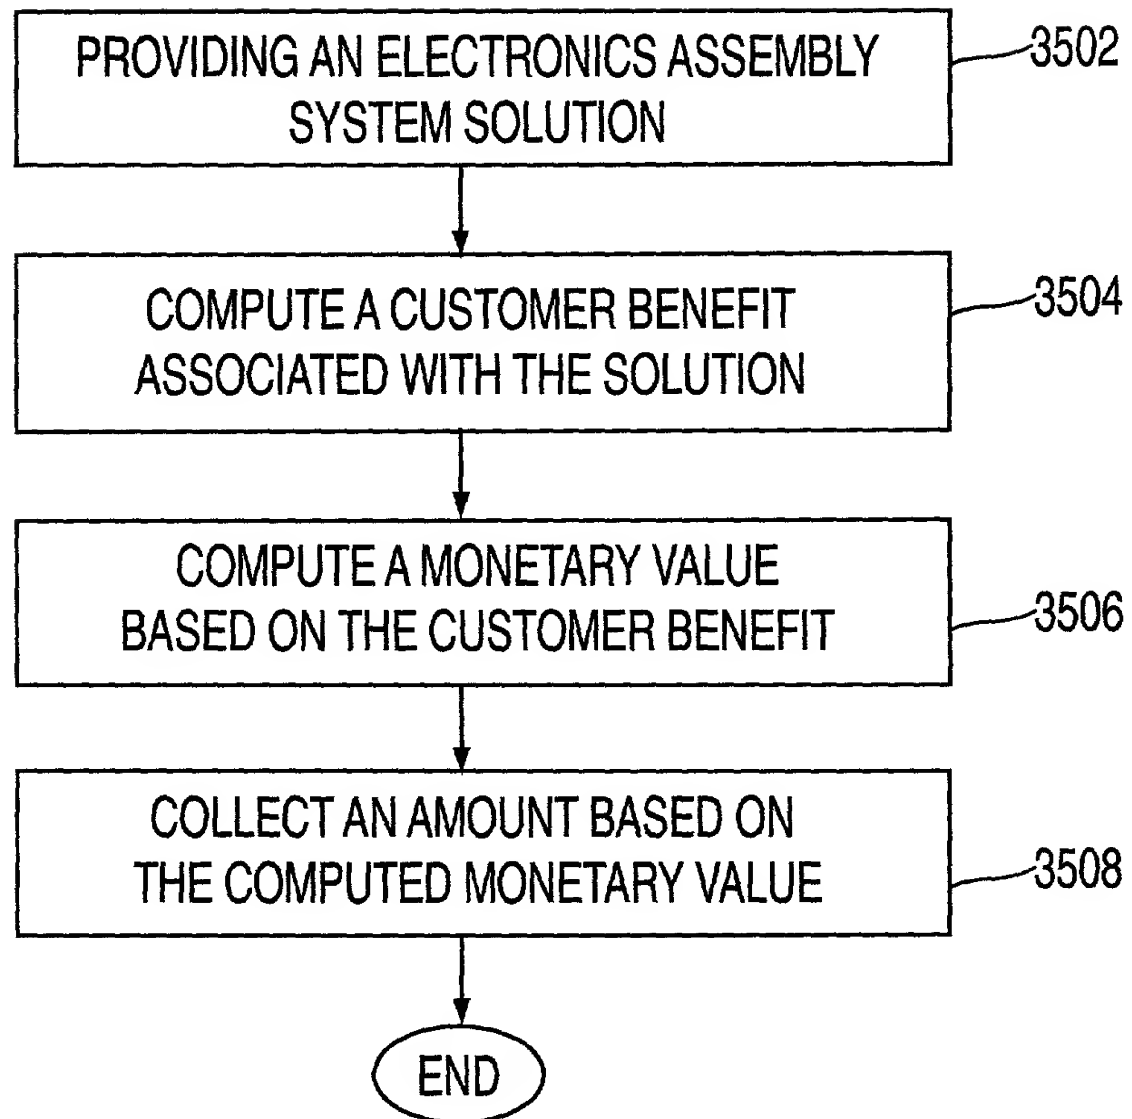 PROVIDING AN ELECTRONICS ASSEMBLY
SYSTEM SOLUTION
3502
COMPUTE A CUSTOMER BENEFIT
ASSOCIATED WITH THE SOLUTION
3504
COMPUTE A MONETARY VALUE
BASED ON THE CUSTOMER BENEFIT
3506
COLLECT AN AMOUNT BASED ON
THE COMPUTED MONETARY VALUE
3508
END